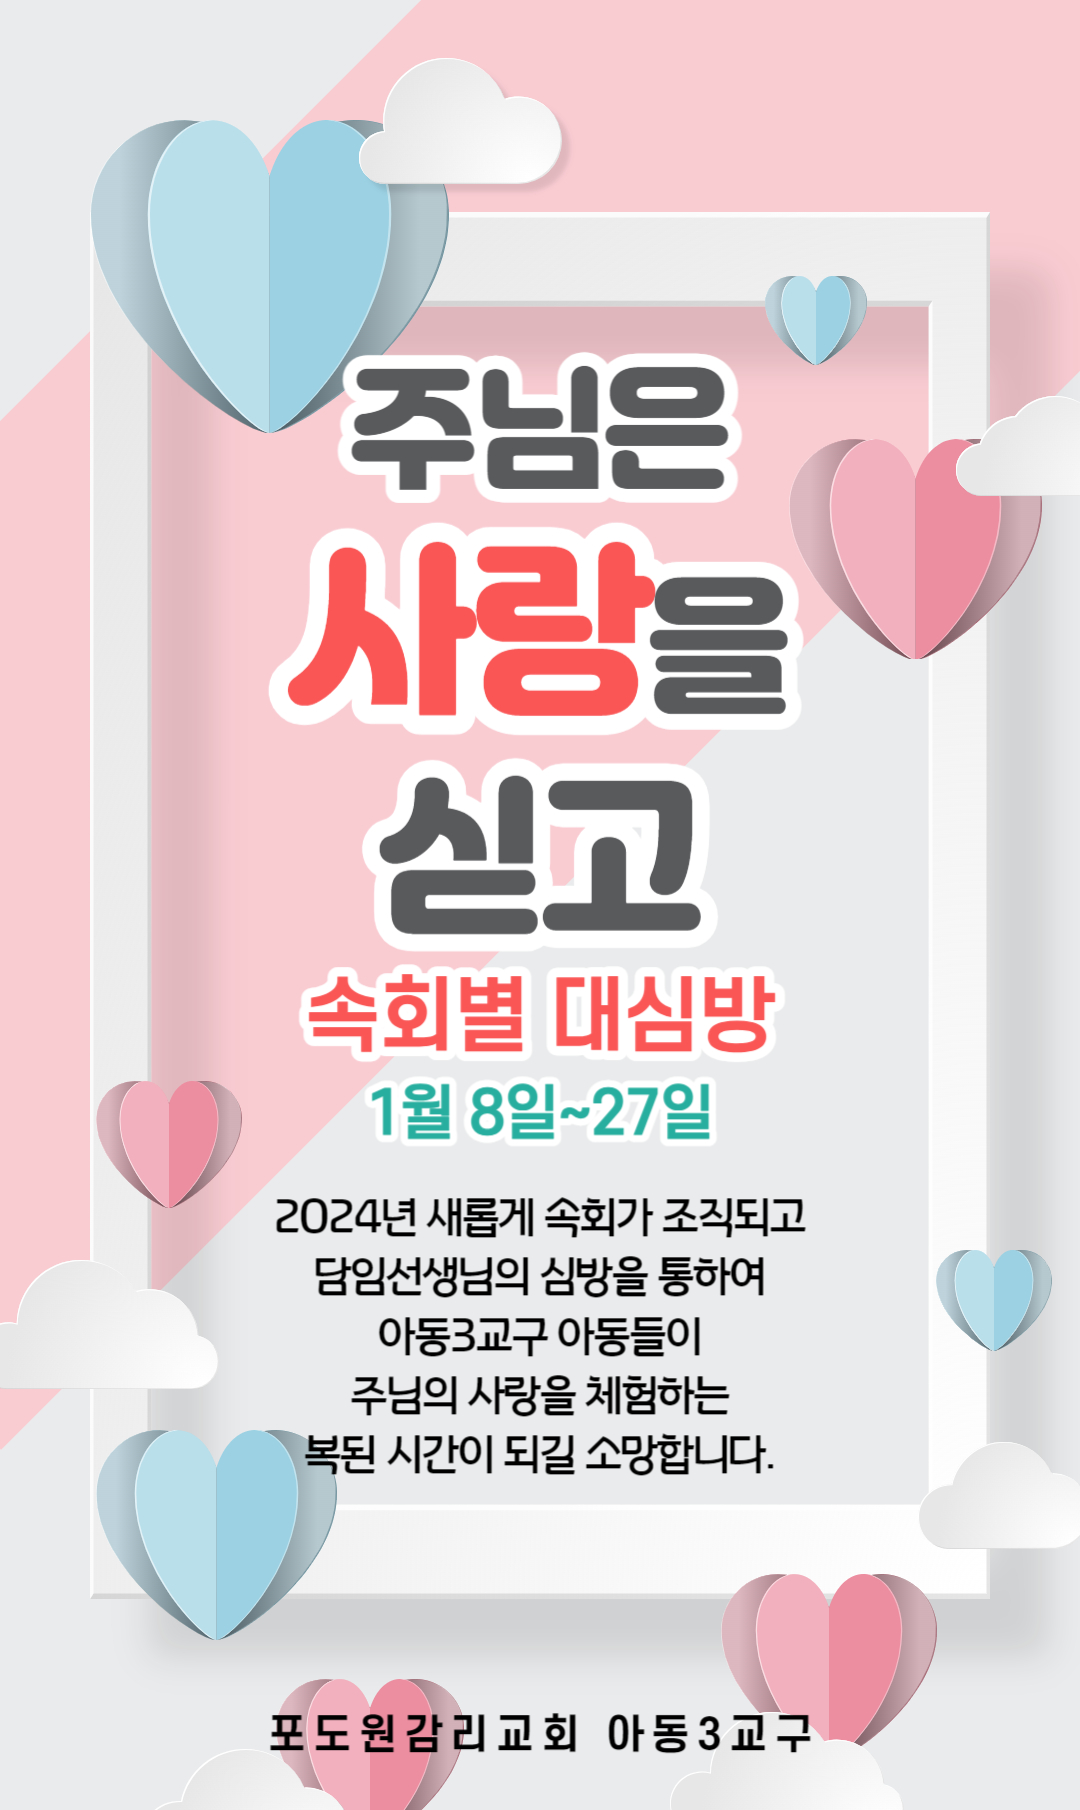 주님은
사랑을
싣고
속회별 대심방
1월 8일~27일
2024년 새롭게 속회가 조직되고
담임선생님의 심방을 통하여
아동3교구 아동들이
주님의 사랑을 체험하는
복된 시간이 되길 소망합니다.
포도원감리교회 아동3교구